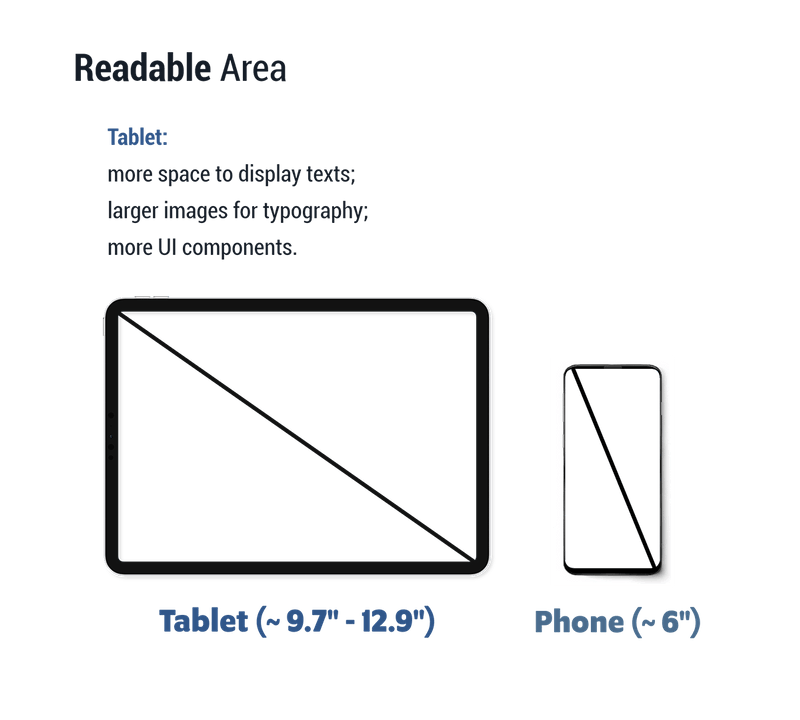 Readable Area
Tablet:
more space to display texts;
larger images for typography;
more UI components.
Tablet (~ 9.7" - 12.9")
Phone (~ 6")